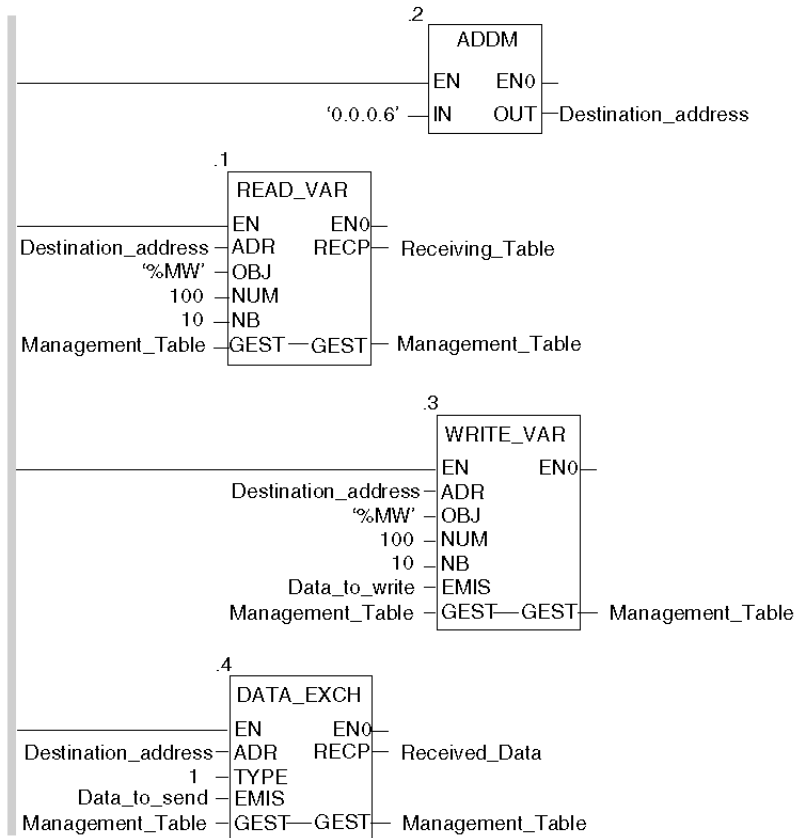 .2
ADDM
EN EN0
'0.0.0.6' IN OUT Destination_address
.1
READ_VAR
EN EN0
Destination_address ADR RECP Receiving_Table
'%MW' OBJ
100 NUM
10 NB
Management_Table GEST GEST Management_Table
.3
WRITE_VAR
EN EN0
Destination_address ADR
'%MW' OBJ
100 NUM
10 NB
Data_to_write EMIS
Management_Table GEST GEST Management_Table
.4
DATA_EXCH
EN EN0
Destination_address ADR RECP Received_Data
1 TYPE
Data_to_send EMIS
Management_Table GEST GEST Management_Table